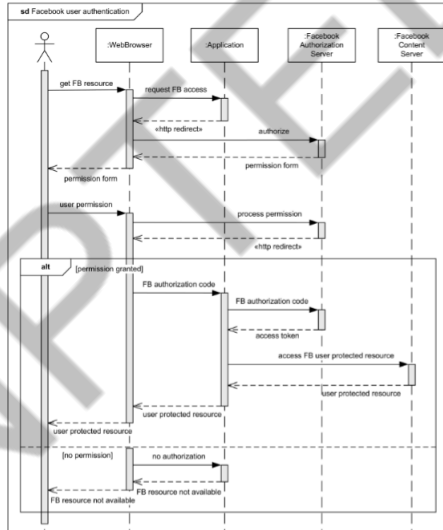 sd Facebook user authentication
:WebBrowser
:Application
:Facebook
Authorization
Server
:Facebook
Content
Server
get FB resource
request FB access
«http redirect»
authorize
permission form
permission form
user permission
process permission
«http redirect»
alt
[permission granted]
FB authorization code
FB authorization code
access token
access FB user protected resource
user protected resource
user protected resource
user protected resource
[no permission]
no authorization
FB resource not available
FB resource not available